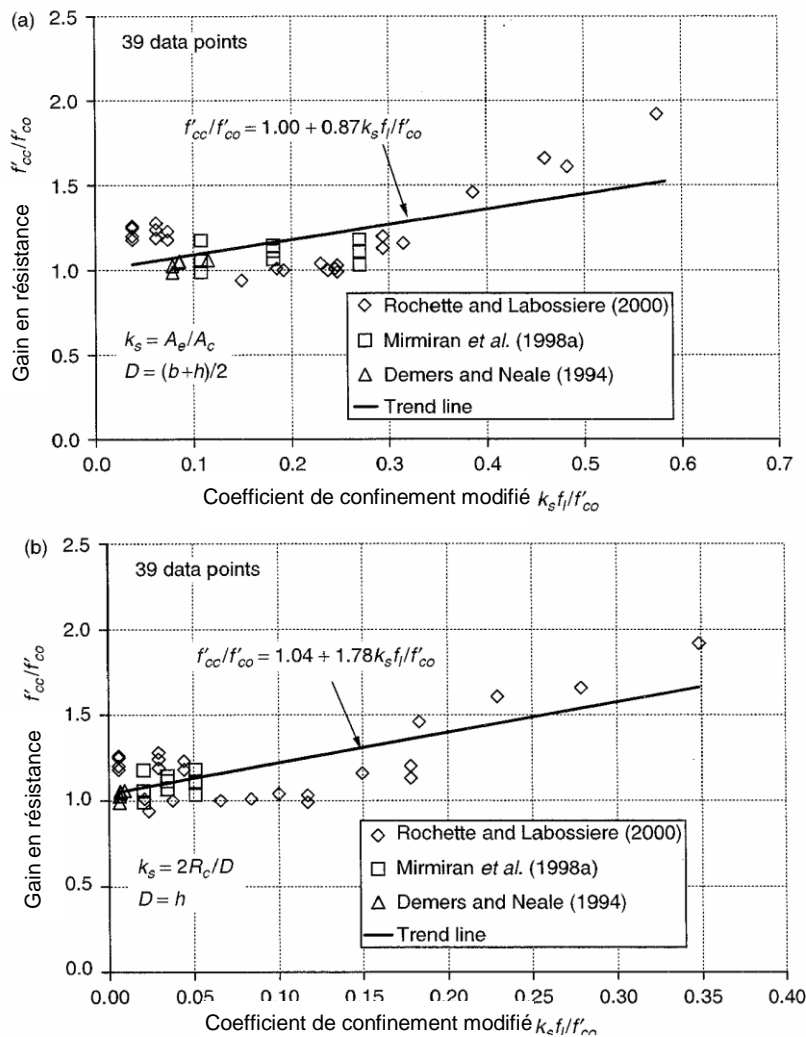 (a)
2.5
2.0
1.5
1.0
0.5
0.0
Gain en résistance f'cc/f'co
39 data points
f'cc/f'co = 1.00 + 0.87ksfl/f'co
ks = Ae/Ac
D = (b+h)/2
Rochette and Labossiere (2000)
Mirmiran et al. (1998a)
Demers and Neale (1994)
Trend line
0.0 0.1 0.2 0.3 0.4 0.5 0.6 0.7
Coefficient de confinement modifié ksfl/f'co
(b)
2.5
2.0
1.5
1.0
0.5
0.0
Gain en résistance f'cc/f'co
39 data points
f'cc/f'co = 1.04 + 1.78ksfl/f'co
ks = 2Rc/D
D = h
Rochette and Labossiere (2000)
Mirmiran et al. (1998a)
Demers and Neale (1994)
Trend line
0.00 0.05 0.10 0.15 0.20 0.25 0.30 0.35 0.40
Coefficient de confinement modifié ksfl/f'co